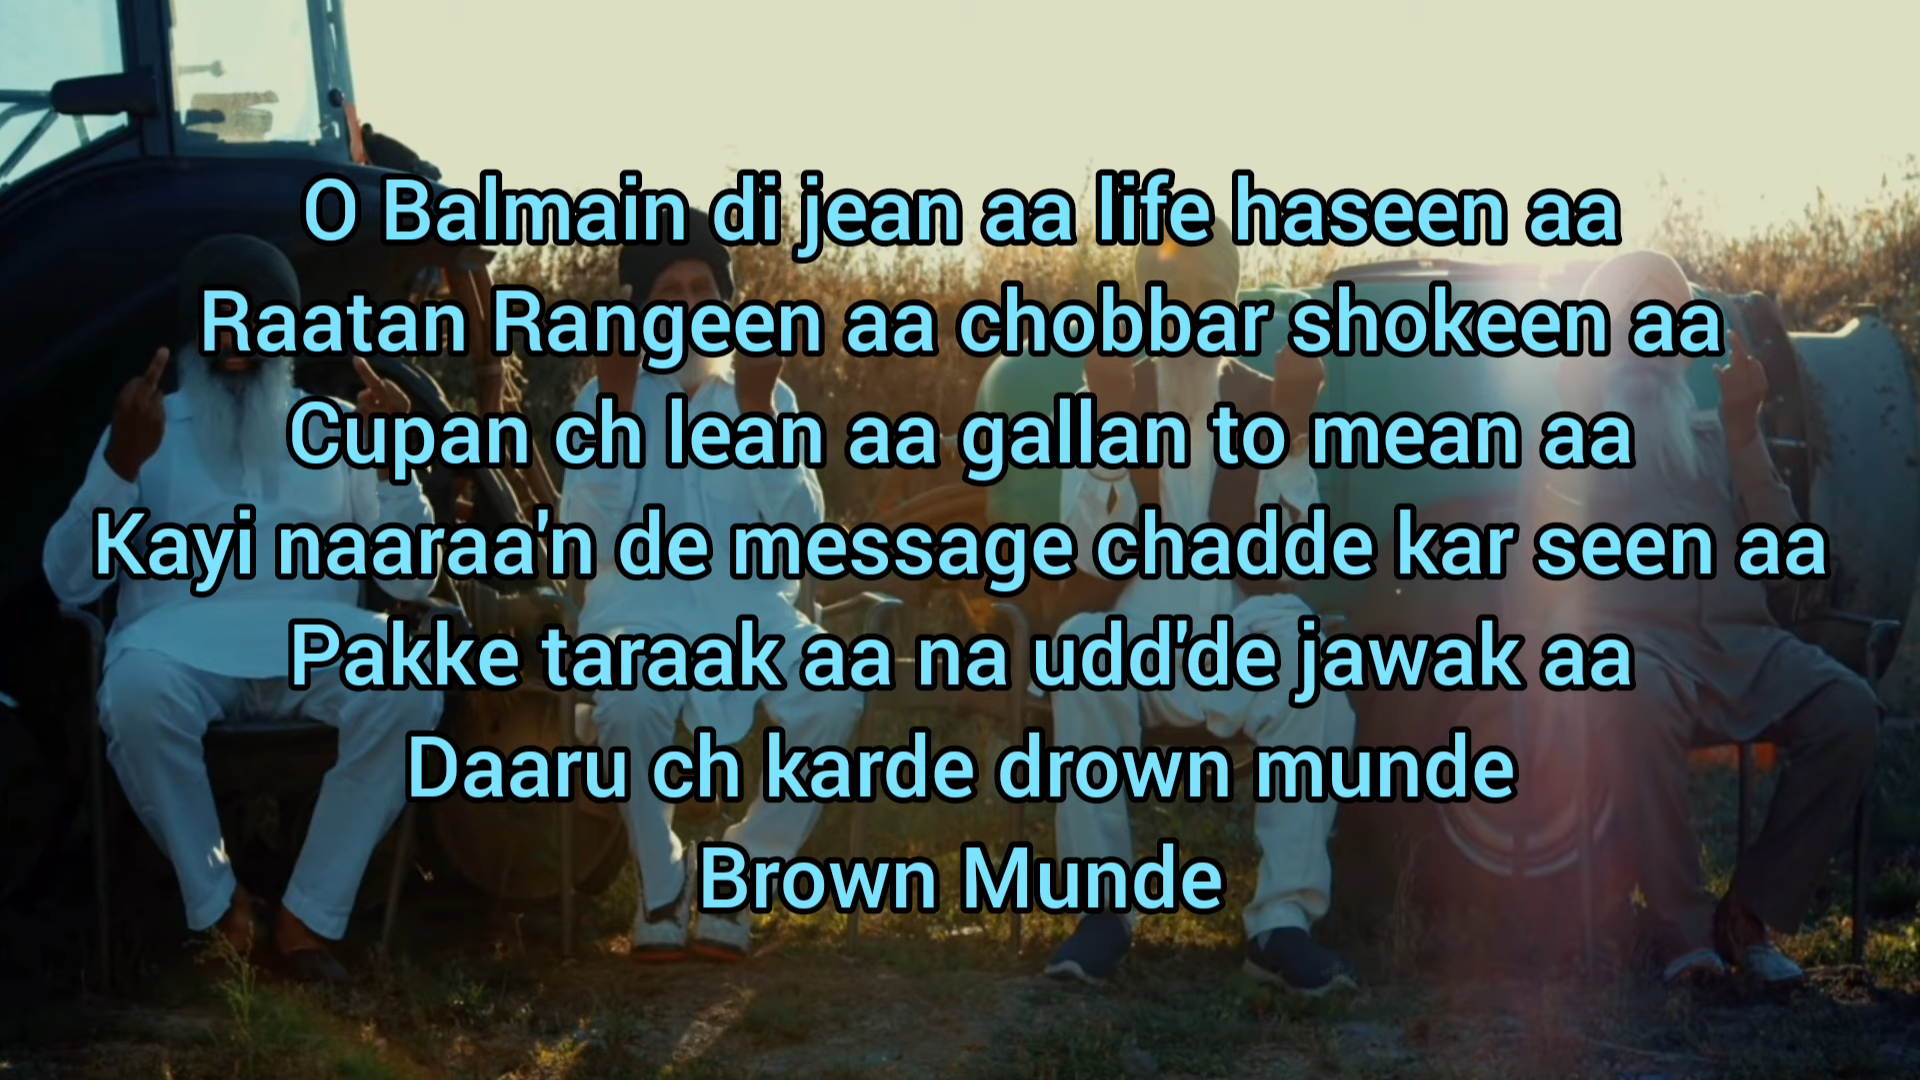 O Balmain di jean aa life haseen aa
Raatan Rangeen aa chobbar shokeen aa
Cupan ch lean aa gallan to mean aa
Kayi naaraa'n de message chadde kar seen aa
Pakke taraak aa na udd'de jawak aa
Daaru ch karde drown munde
Brown Munde